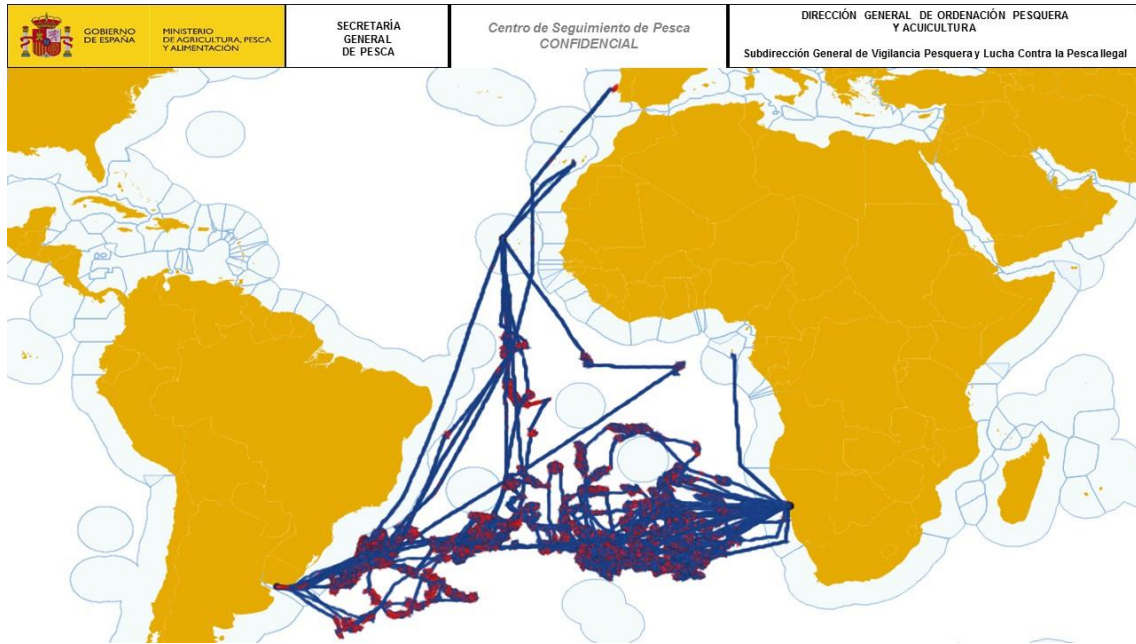 GOBIERNO
DE ESPAÑA
MINISTERIO
DE AGRICULTURA, PESCA
Y ALIMENTACIÓN
SECRETARÍA
GENERAL
DE PESCA
Centro de Seguimiento de Pesca
CONFIDENCIAL
DIRECCIÓN GENERAL DE ORDENACIÓN PESQUERA
Y ACUICULTURA
Subdirección General de Vigilancia Pesquera y Lucha Contra la Pesca Ilegal